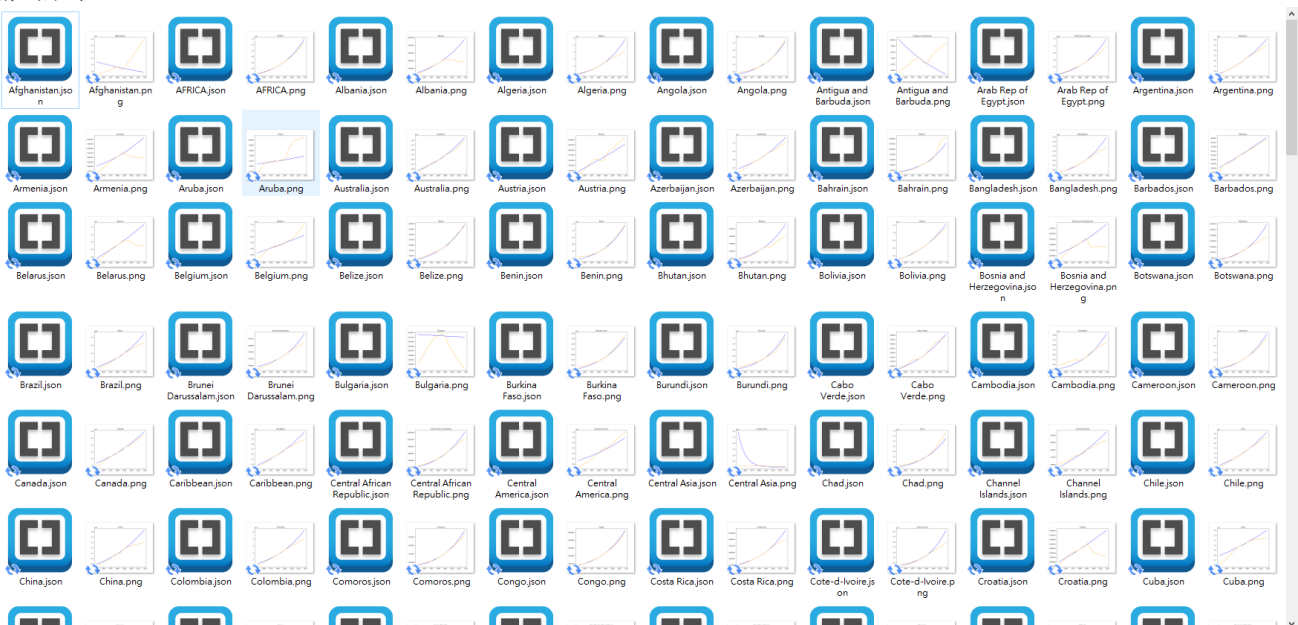 Afghanistan.jso
n
Afghanistan.pn
g
AFRICA.json
AFRICA.png
Albania.json
Albania.png
Algeria.json
Algeria.png
Angola.json
Angola.png
Antigua and
Barbuda.json
Antigua and
Barbuda.png
Arab Rep of
Egypt.json
Arab Rep of
Egypt.png
Argentina.json
Argentina.png
Armenia.json
Armenia.png
Aruba.json
Aruba.png
Australia.json
Australia.png
Austria.json
Austria.png
Azerbaijan.json
Azerbaijan.png
Bahrain.json
Bahrain.png
Bangladesh.json
Bangladesh.png
Barbados.json
Barbados.png
Belarus.json
Belarus.png
Belgium.json
Belgium.png
Belize.json
Belize.png
Benin.json
Benin.png
Bhutan.json
Bhutan.png
Bolivia.json
Bolivia.png
Bosnia and
Herzegovina.jso
n
Bosnia and
Herzegovina.pn
g
Botswana.json
Botswana.png
Brazil.json
Brazil.png
Brunei
Darussalam.json
Brunei
Darussalam.png
Bulgaria.json
Bulgaria.png
Burkina
Faso.json
Burkina
Faso.png
Burundi.json
Burundi.png
Cabo
Verde.json
Cabo
Verde.png
Cambodia.json
Cambodia.png
Cameroon.json
Cameroon.png
Canada.json
Canada.png
Caribbean.json
Caribbean.png
Central African
Republic.json
Central African
Republic.png
Central
America.json
Central
America.png
Central Asia.json
Central Asia.png
Chad.json
Chad.png
Channel
Islands.json
Channel
Islands.png
Chile.json
Chile.png
China.json
China.png
Colombia.json
Colombia.png
Comoros.json
Comoros.png
Congo.json
Congo.png
Costa Rica.json
Costa Rica.png
Cote-d-Ivoire.js
on
Cote-d-Ivoire.p
ng
Croatia.json
Croatia.png
Cuba.json
Cuba.png